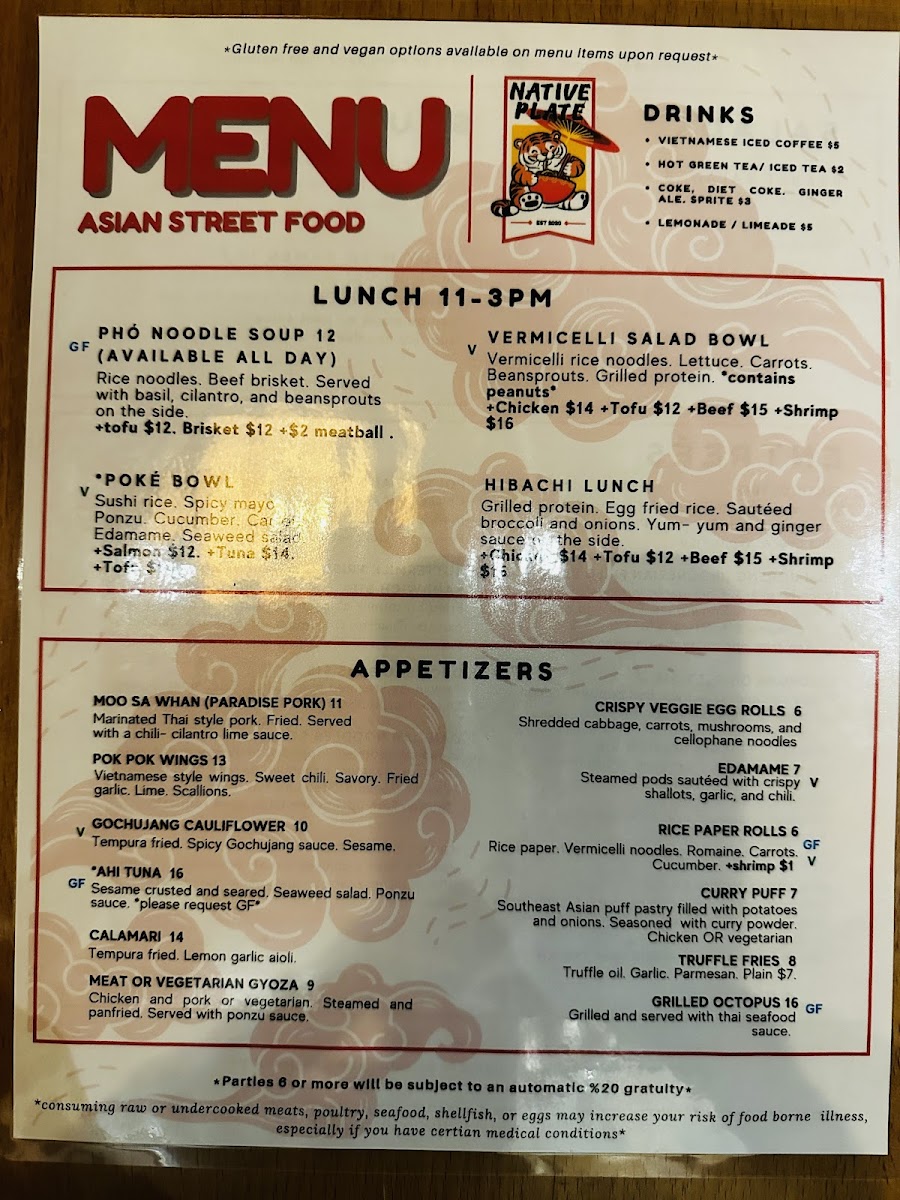 *Gluten free and vegan options available on menu items upon request*
MENU
ASIAN STREET FOOD
NATIVE
PLATE
EST 2020
DRINKS
• VIETNAMESE ICED COFFEE $5
• HOT GREEN TEA/ ICED TEA $2
• COKE, DIET COKE. GINGER
ALE. SPRITE $3
• LEMONADE / LIMEADE $5
LUNCH 11-3PM
PHÓ NOODLE SOUP 12
GF (AVAILABLE ALL DAY)
Rice noodles. Beef brisket. Served
with basil, cilantro, and beansprouts
on the side.
+tofu $12. Brisket $12 +$2 meatball .
V *POKÉ BOWL
Sushi rice. Spicy mayo
Ponzu. Cucumber.
Edamame. Seaweed salad
+Salmon $12. +Tuna $14.
VERMICELLI SALAD BOWL
V Vermicelli rice noodles. Lettuce. Carrots.
Beansprouts. Grilled protein. *contains
peanuts*
+Chicken $14 +Tofu $12 +Beef $15 +Shrimp
$16
HIBACHI LUNCH
Grilled protein. Egg fried rice. Sautéed
broccoli and onions. Yum- yum and ginger
sauce the side.
$14 +Tofu $12 +Beef $15 +Shrimp
APPETIZERS
MOO SA WHAN (PARADISE PORK) 11
Marinated Thai style pork. Fried. Served
with a chili- cilantro lime sauce.
POK POK WINGS 13
Vietnamese style wings. Sweet chili. Savory. Fried
garlic. Lime. Scallions.
V GOCHUJANG CAULIFLOWER 10
Tempura fried. Spicy Gochujang sauce. Sesame.
*AHI TUNA 16
GF Sesame crusted and seared. Seaweed salad. Ponzu
sauce. *please request GF*
CALAMARI 14
Tempura fried. Lemon garlic aioli.
MEAT OR VEGETARIAN GYOZA 9
Chicken and pork or vegetarian. Steamed and
panfried. Served with ponzu sauce.
CRISPY VEGGIE EGG ROLLS 6
Shredded cabbage, carrots, mushrooms, and
cellophane noodles
EDAMAME 7
Steamed pods sautéed with crispy V
shallots, garlic, and chili.
RICE PAPER ROLLS 6
Rice paper. Vermicelli noodles. Romaine. Carrots. GF
Cucumber. +shrimp $1 V
CURRY PUFF 7
Southeast Asian puff pastry filled with potatoes
and onions. Seasoned with curry powder.
Chicken OR vegetarian
TRUFFLE FRIES 8
Truffle oil. Garlic. Parmesan. Plain $7.
GRILLED OCTOPUS 16 GF
Grilled and served with thai seafood
sauce.
*Parties 6 or more will be subject to an automatic %20 gratuity*
*consuming raw or undercooked meats, poultry, seafood, shellfish, or eggs may increase your risk of food borne illness,
especially if you have certian medical conditions*